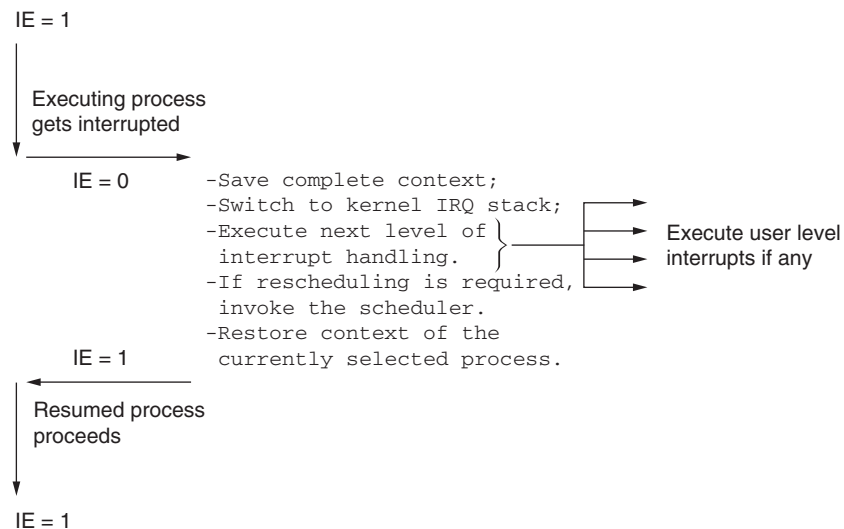 IE = 1
Executing process
gets interrupted
IE = 0
-Save complete context;
-Switch to kernel IRQ stack;
-Execute next level of
interrupt handling.
-If rescheduling is required,
invoke the scheduler.
-Restore context of the
currently selected process.
Execute user level
interrupts if any
IE = 1
Resumed process
proceeds
IE = 1